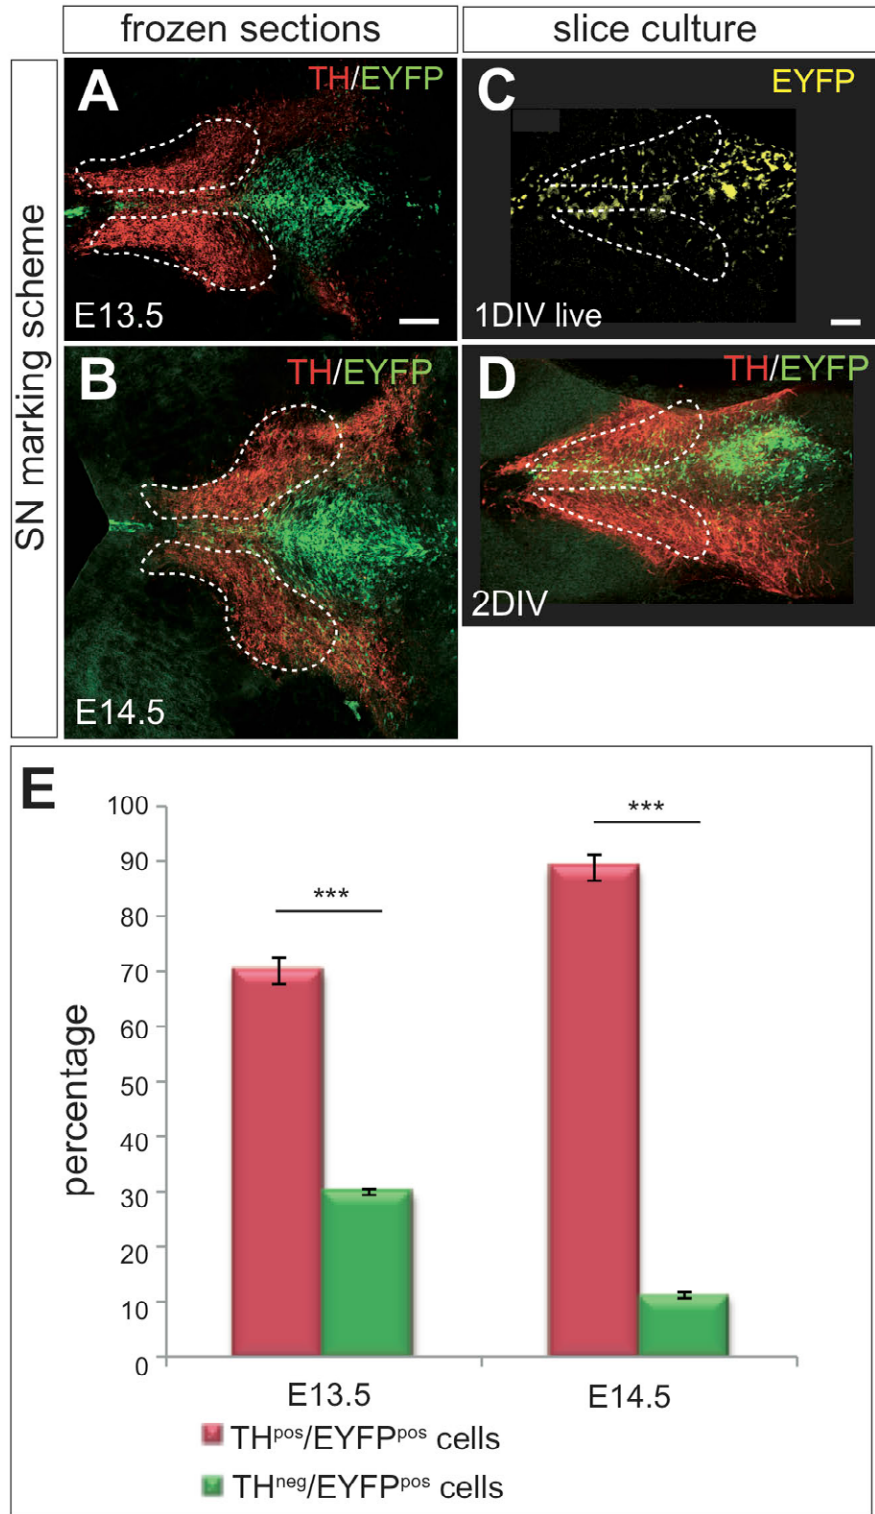 frozen sections
slice culture
SN marking scheme
A
TH/EYFP
E13.5
C
EYFP
1DIV live
B
TH/EYFP
E14.5
D
TH/EYFP
2DIV
E
percentage
100
90
80
70
60
50
40
30
20
10
0
***
***
E13.5
E14.5
THpos/EYFPpos cells
THneg/EYFPpos cells